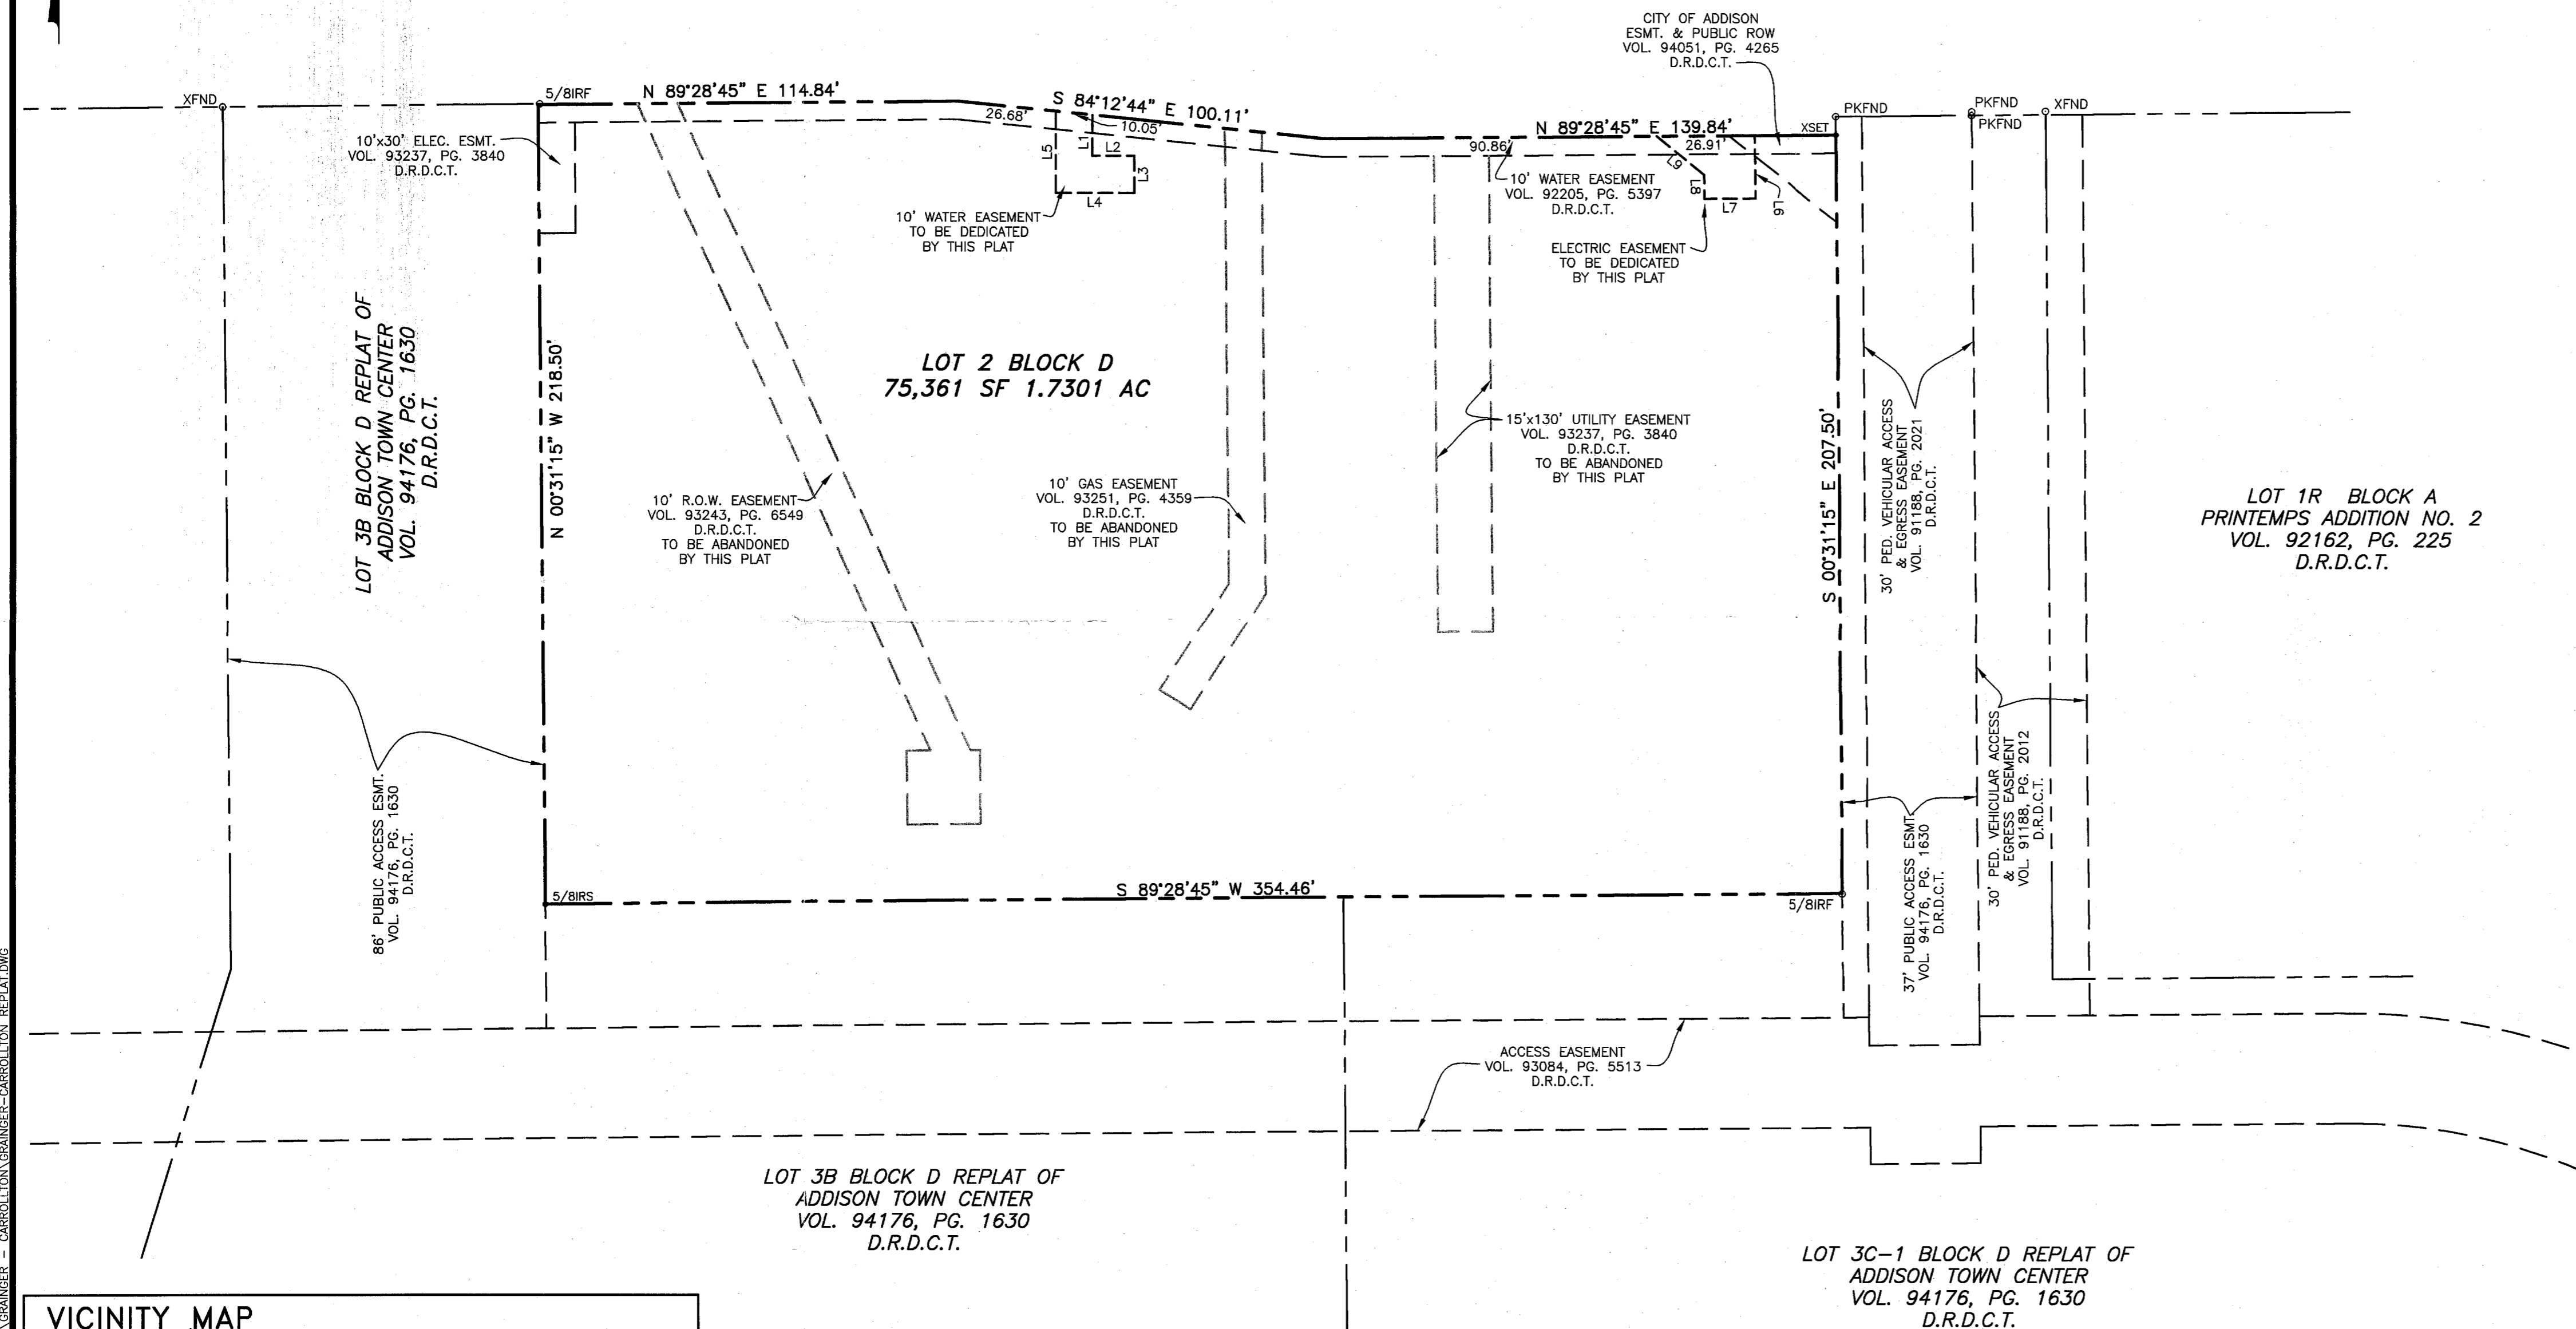 CITY OF ADDISON
ESMT. & PUBLIC ROW
VOL. 94051, PG. 4265
D.R.D.C.T.
XFND
5/8IRF
N 89°28'45" E 114.84'
S 84°12'44" E 100.11'
26.68'
10.05'
N 89°28'45" E 139.84'
90.86'
26.91'
XSET
PKFND
PKFND
PKFND
XFND
10'x30' ELEC. ESMT.
VOL. 93237, PG. 3840
D.R.D.C.T.
L5
L1
L2
L3
L4
L9
L8
L7
L6
10' WATER EASEMENT
VOL. 92205, PG. 5397
D.R.D.C.T.
10' WATER EASEMENT
TO BE DEDICATED
BY THIS PLAT
ELECTRIC EASEMENT
TO BE DEDICATED
BY THIS PLAT
LOT 3B BLOCK D REPLAT OF
ADDISON TOWN CENTER
VOL. 94176, PG. 1630
D.R.D.C.T.
N 00°31'15" W 218.50'
LOT 2 BLOCK D
75,361 SF 1.7301 AC
15'x130' UTILITY EASEMENT
VOL. 93237, PG. 3840
D.R.D.C.T.
TO BE ABANDONED
BY THIS PLAT
10' R.O.W. EASEMENT
VOL. 93243, PG. 6549
D.R.D.C.T.
TO BE ABANDONED
BY THIS PLAT
10' GAS EASEMENT
VOL. 93251, PG. 4359
D.R.D.C.T.
TO BE ABANDONED
BY THIS PLAT
S 00°31'15" E 207.50'
30' PED. VEHICULAR ACCESS
& EGRESS EASEMENT
VOL. 91188, PG. 2021
D.R.D.C.T.
LOT 1R BLOCK A
PRINTEMPS ADDITION NO. 2
VOL. 92162, PG. 225
D.R.D.C.T.
86' PUBLIC ACCESS ESMT.
VOL. 94176, PG. 1630
D.R.D.C.T.
5/8IRS
S 89°28'45" W 354.46'
5/8IRF
37' PUBLIC ACCESS ESMT.
VOL. 94176, PG. 1630
D.R.D.C.T.
30' PED. VEHICULAR ACCESS
& EGRESS EASEMENT
VOL. 91188, PG. 2012
D.R.D.C.T.
ACCESS EASEMENT
VOL. 93084, PG. 5513
D.R.D.C.T.
LOT 3B BLOCK D REPLAT OF
ADDISON TOWN CENTER
VOL. 94176, PG. 1630
D.R.D.C.T.
LOT 3C-1 BLOCK D REPLAT OF
ADDISON TOWN CENTER
VOL. 94176, PG. 1630
D.R.D.C.T.
\GRAINGER - CARROLLTON\GRAINGER-CARROLLTON REPLAT.DWG
VICINITY MAP